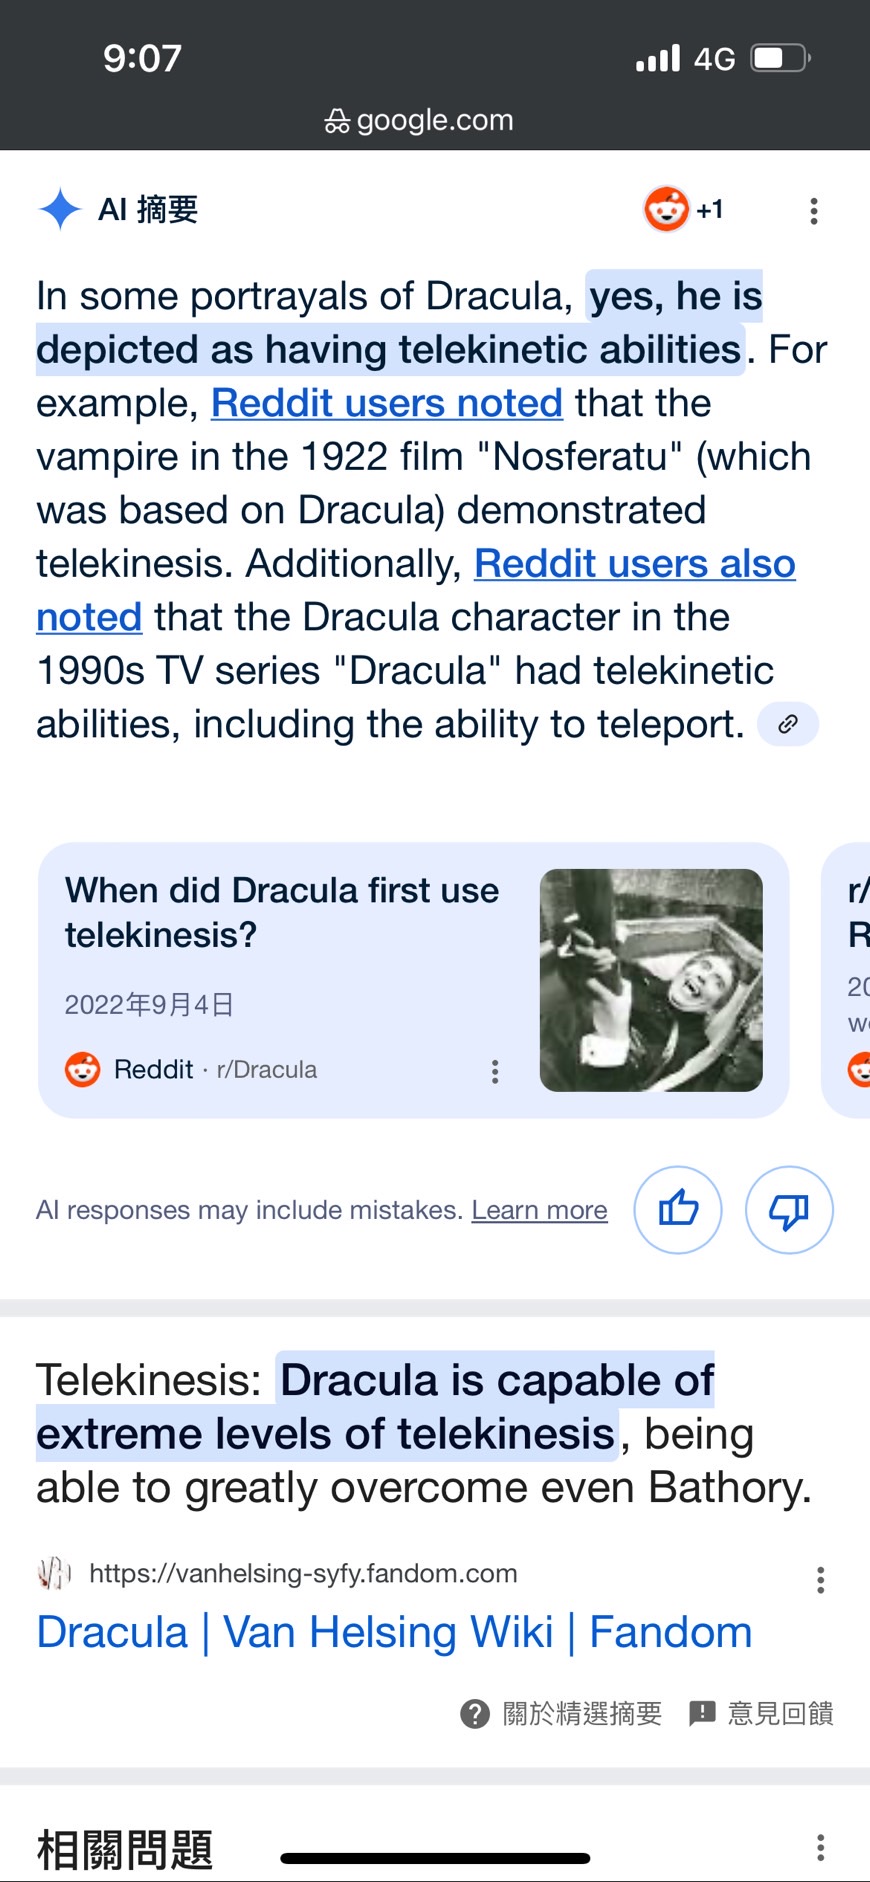 9:07
4G
google.com
AI 摘要
+1
In some portrayals of Dracula, yes, he is
depicted as having telekinetic abilities. For
example, Reddit users noted that the
vampire in the 1922 film "Nosferatu" (which
was based on Dracula) demonstrated
telekinesis. Additionally, Reddit users also
noted that the Dracula character in the
1990s TV series "Dracula" had telekinetic
abilities, including the ability to teleport.
When did Dracula first use
telekinesis?
2022年9月4日
Reddit · r/Dracula
r/
R
20
we
AI responses may include mistakes. Learn more
Telekinesis: Dracula is capable of
extreme levels of telekinesis, being
able to greatly overcome even Bathory.
https://vanhelsing-syfy.fandom.com
Dracula | Van Helsing Wiki | Fandom
關於精選摘要 意見回饋
相關問題